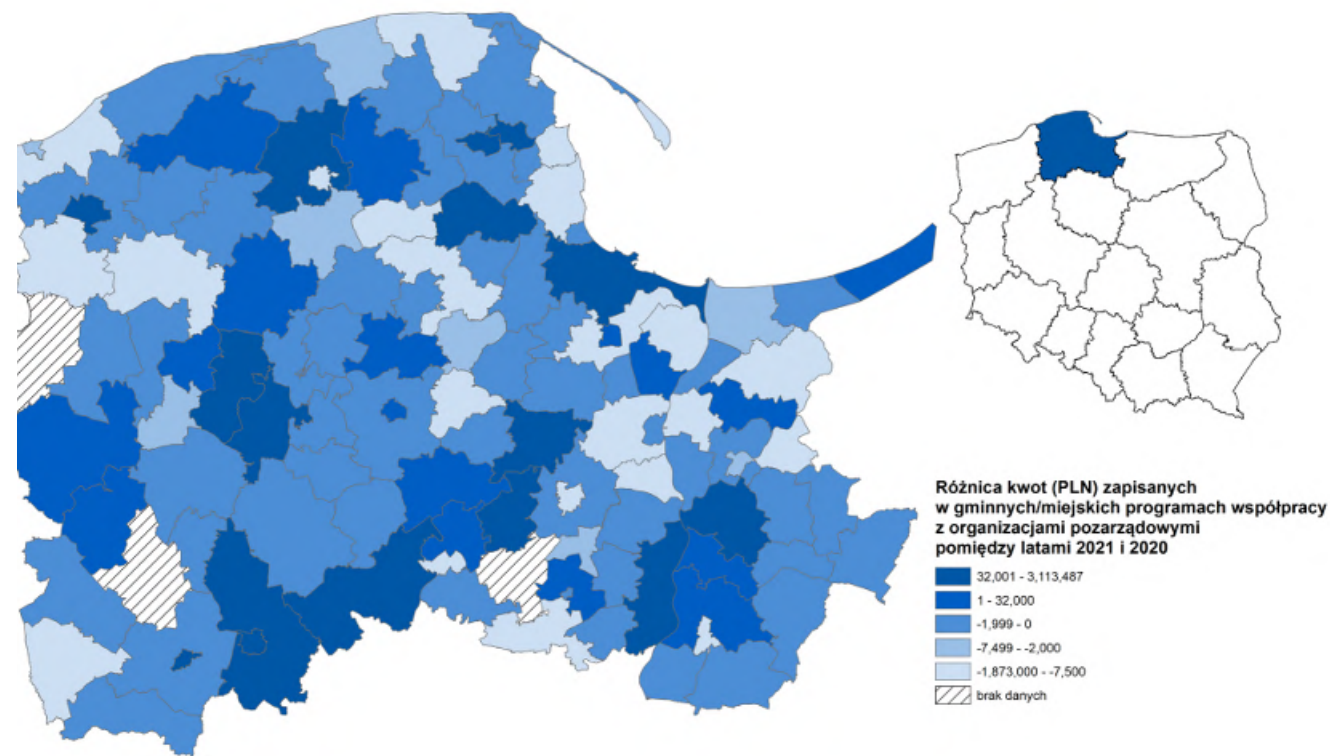 Różnica kwot (PLN) zapisanych
w gminnych/miejskich programach współpracy
z organizacjami pozarządowymi
pomiędzy latami 2021 i 2020
32,001 - 3,113,487
1 - 32,000
-1,999 - 0
-7,499 - -2,000
-1,873,000 - -7,500
brak danych